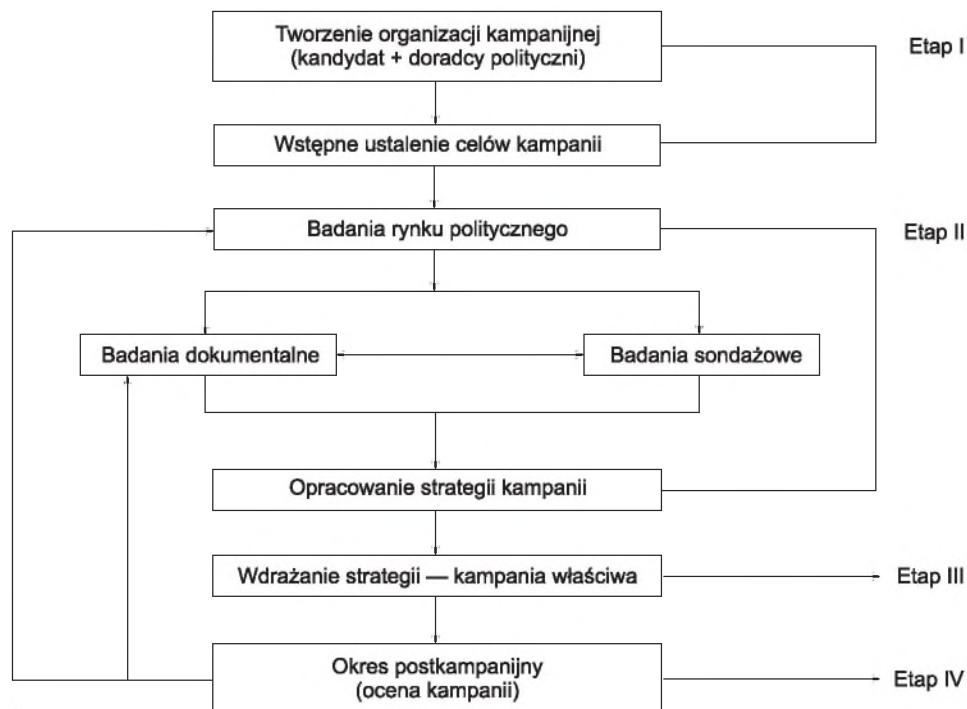 Tworzenie organizacji kampanijnej
(kandydat + doradcy polityczni)
Etap I
Wstępne ustalenie celów kampanii
Badania rynku politycznego
Etap II
Badania dokumentalne
Badania sondażowe
Opracowanie strategii kampanii
Wdrażanie strategii — kampania właściwa
Etap III
Okres postkampanijny
(ocena kampanii)
Etap IV